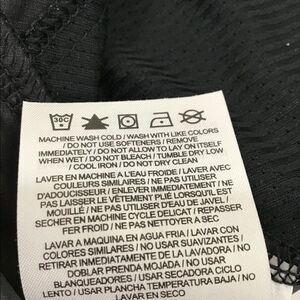 30C
MACHINE WASH COLD / WASH WITH LIKE COLORS
/ DO NOT USE SOFTENERS / REMOVE
IMMEDIATELY / DO NOT ALLOW TO LAY ON ITSELF
WHEN WET / DO NOT BLEACH / TUMBLE DRY LOW
/ COOL IRON / DO NOT DRY CLEAN
LAVER EN MACHINE A L'EAU FROIDE / LAVER AVEC
COULEURS SIMILAIRES / NE PAS UTILISER
D'ADOUCISSEUR / ENLEVER IMMEDIATEMENT / NE
PAS LAISSER LE VÊTEMENT PLIÉ LORSQU'IL EST
MOUILLÉ / NE PAS UTILISER D'EAU DE JAVEL /
SECHER EN MACHINE CYCLE DELICAT / REPASSER
FER FROID / NE PAS NETTOYER A SEC
LAVAR A MAQUINA EN AGUA FRIA / LAVAR CON
COLORES SIMILARES / NO USAR SUAVIZANTES /
RETIRAR IMEDIATAMENTE DE LA LAVADORA / NO
DOBLAR PRENDA MOJADA / NO USAR
BLANQUEADORES / USAR SECADORA CICLO
LENTO / USAR PLANCHA TEMPERATURA BAJA / NO
LAVAR EN SECO